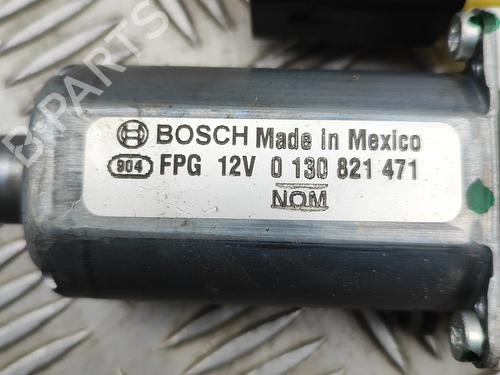 B-PARTS
BOSCH Made in Mexico
904 FPG 12V 0 130 821 471
NOM